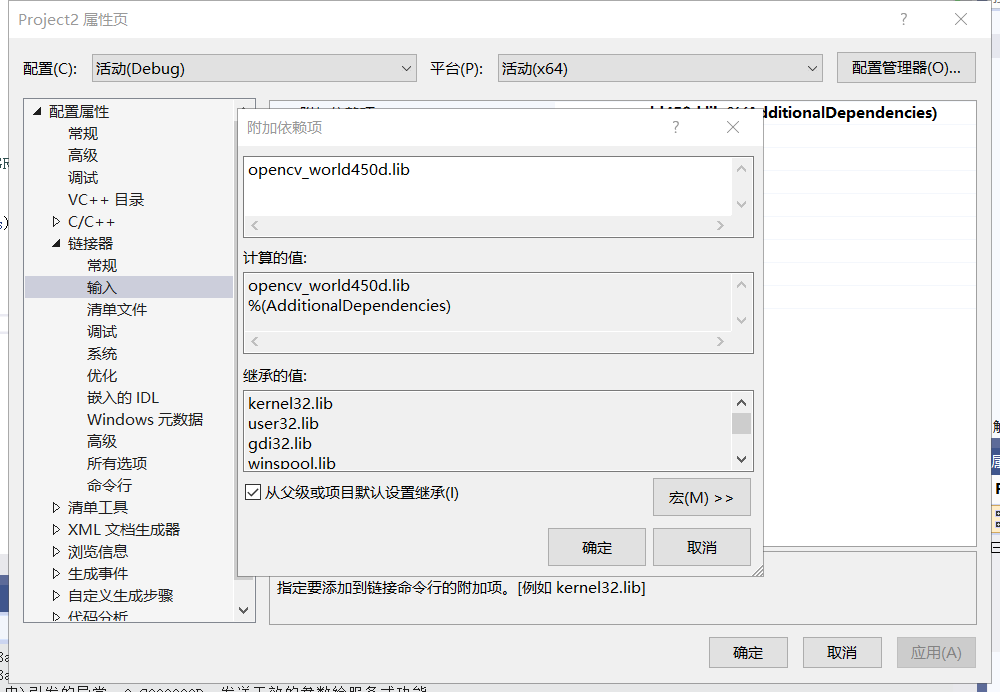 Project2 属性页
配置(C):
活动(Debug)
平台(P):
活动(x64)
配置管理器(O)...
配置属性
常规
高级
调试
VC++ 目录
C/C++
链接器
常规
输入
清单文件
调试
系统
优化
嵌入的 IDL
Windows 元数据
高级
所有选项
命令行
清单工具
XML 文档生成器
浏览信息
生成事件
自定义生成步骤
代码分析
dditionalDependencies)
附加依赖项
opencv_world450d.lib
计算的值:
opencv_world450d.lib
%(AdditionalDependencies)
继承的值:
kernel32.lib
user32.lib
gdi32.lib
winspool.lib
从父级或项目默认设置继承(I)
宏(M) >>
确定
取消
指定要添加到链接命令行的附加项。[例如 kernel32.lib]
确定
取消
应用(A)